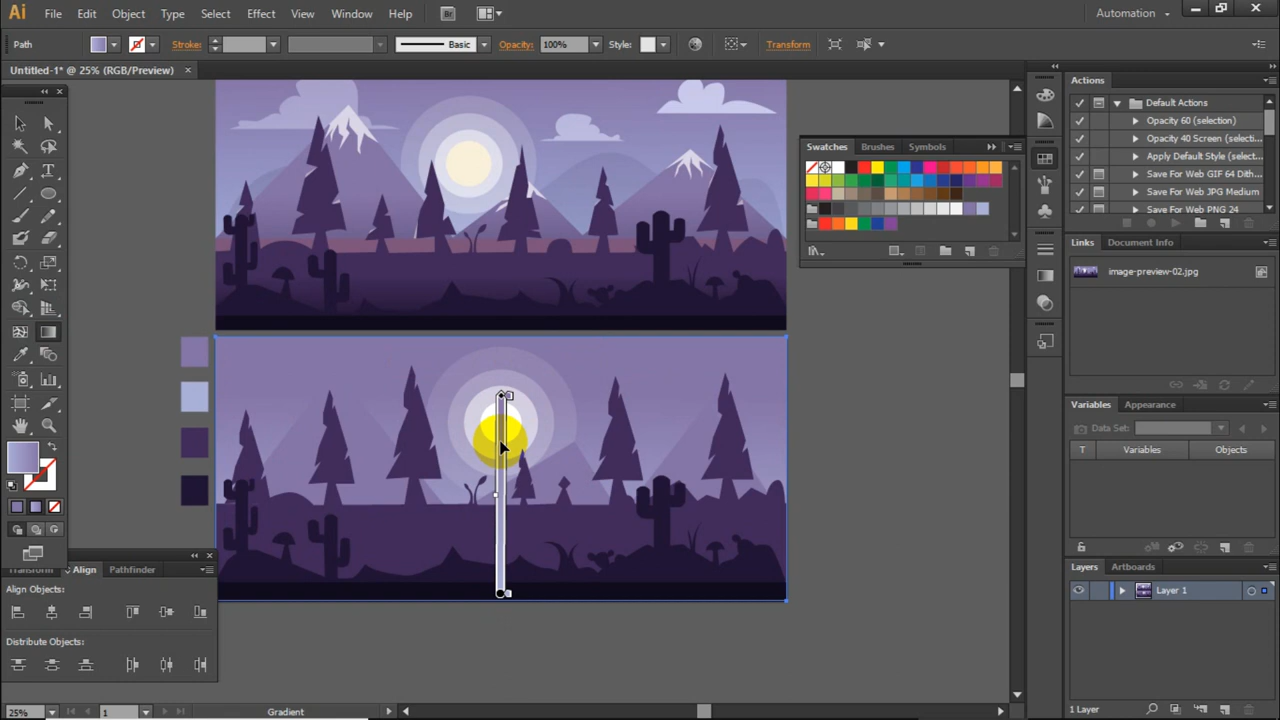 Ai File Edit Object Type Select Effect View Window Help Br Automation
Path Stroke: Basic Opacity: 100% Style: Transform
Untitled-1* @ 25% (RGB/Preview) ×
Actions
Default Actions
Opacity 60 (selection)
Opacity 40 Screen (selecti...
Apply Default Style (select...
Save For Web GIF 64 Dith...
Save For Web JPG Medium
Save For Web PNG 24
Swatches Brushes Symbols
Links Document Info
image-preview-02.jpg
Variables Appearance
Data Set:
T Variables Objects
Align Pathfinder
Align Objects:
Distribute Objects:
Layers Artboards
Layer 1
1 Layer
25% 1 Gradient